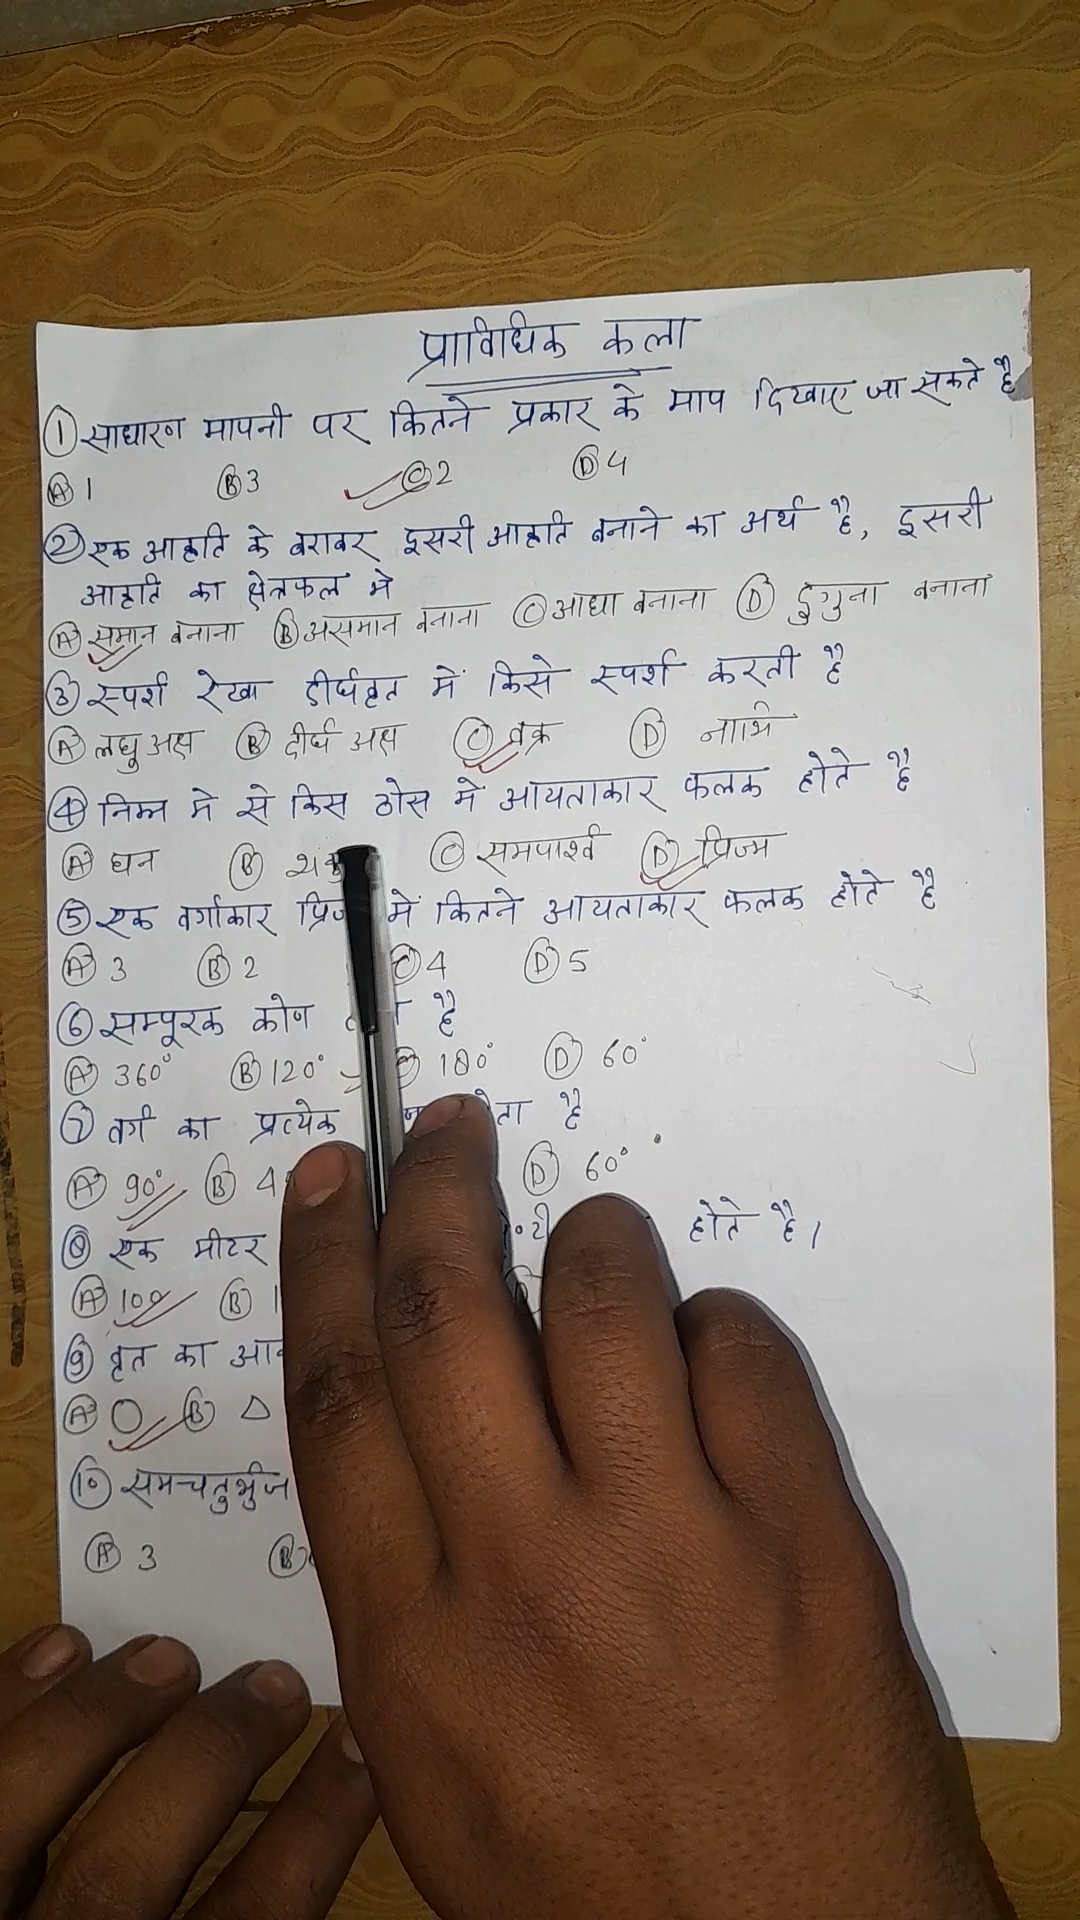 प्राविधिक कला
① साधारण मापनी पर कितने प्रकार के माप दिखाए जा सकते है
Ⓐ 1 Ⓑ 3 Ⓒ 2 Ⓓ 4
② एक आकृति के बराबर दूसरी आकृति बनाने का अर्थ है, दूसरी
आकृति का क्षेत्रफल मे
Ⓐ समान बनाना Ⓑ असमान बनाना Ⓒ आधा बनाना Ⓓ दुगुना बनाना
③ स्पर्श रेखा दीर्घवृत में किसे स्पर्श करती है
Ⓐ लघु अक्ष Ⓑ दीर्घ अक्ष Ⓒ वक्र Ⓓ नाभि
④ निम्न मे से किस ठोस मे आयताकार फलक होते है
Ⓐ घन Ⓑ Ⓒ समपार्श्व Ⓓ प्रिज्म
⑤ एक वर्गाकार में कितने आयताकार फलक होते है
Ⓐ 3 Ⓑ 2 Ⓒ 4 Ⓓ 5
⑥ सम्पूरक कोण है
Ⓐ 360° Ⓑ 120° 180° Ⓓ 60°
⑦ वर्ग का प्रत्येक है
Ⓐ 90° Ⓑ Ⓓ 60°
⑧ एक मीटर होते है।
Ⓐ 100 Ⓑ
⑨ वृत का
Ⓐ ○ Ⓑ △
⑩ समचतुर्भुज
Ⓐ 3 Ⓑ